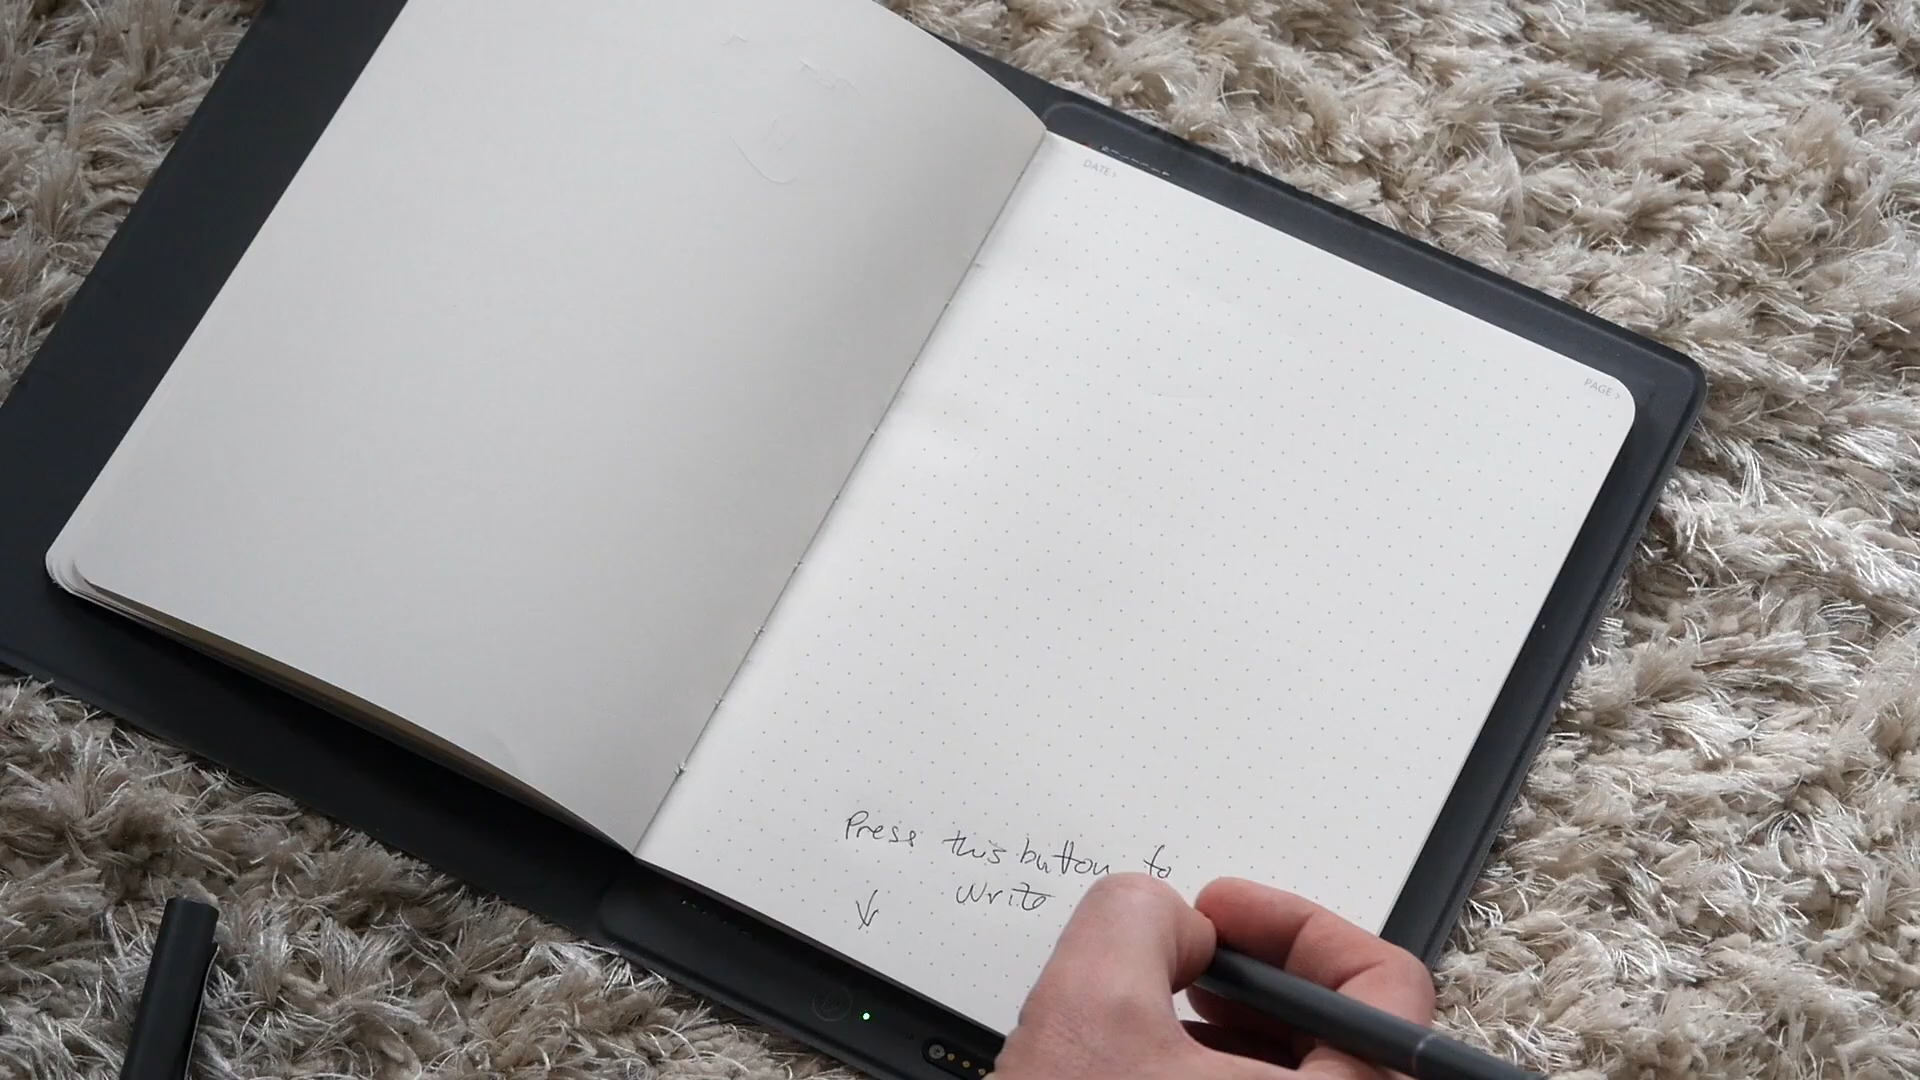 DATE >
PAGE >
Press this button to
Write